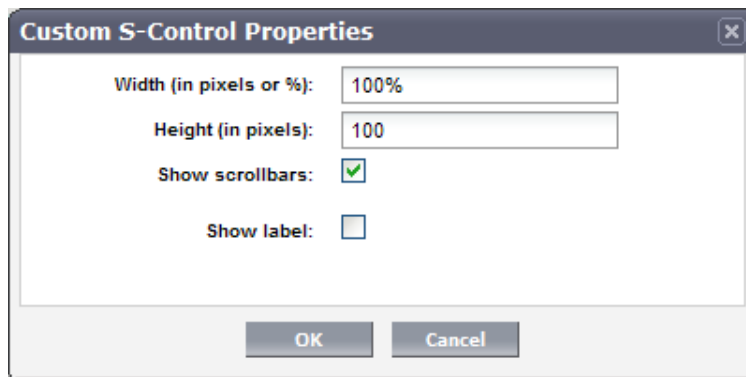 Custom S-Control Properties
Width (in pixels or %): 100%
Height (in pixels): 100
Show scrollbars:
Show label:
OK Cancel